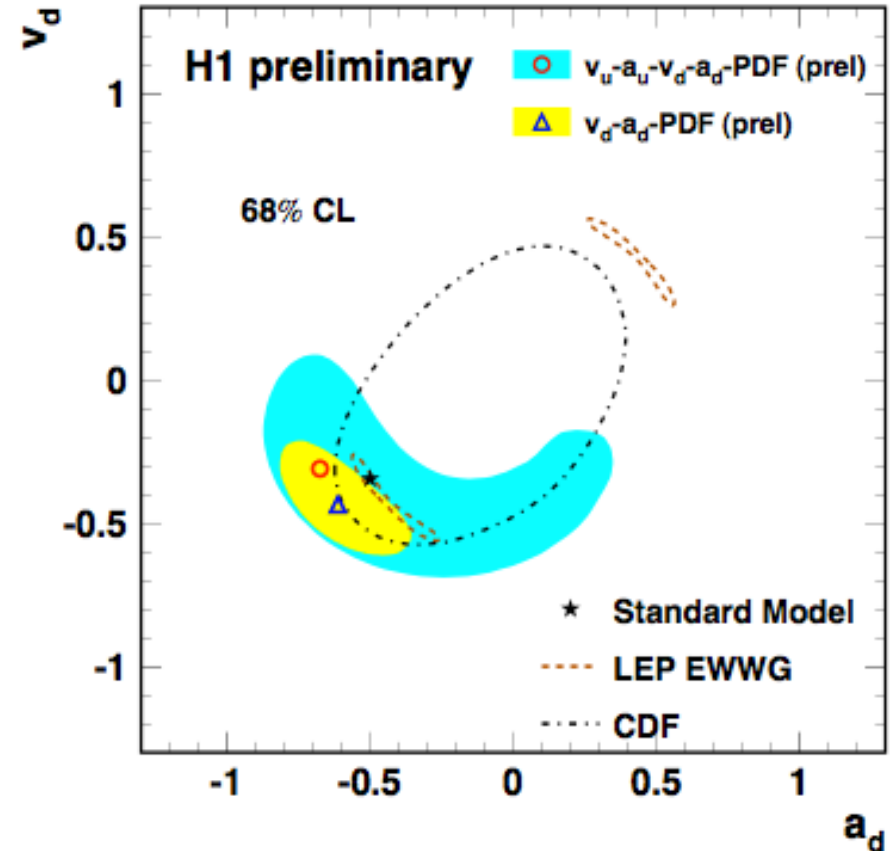 v_d
H1 preliminary
v_u-a_u-v_d-a_d-PDF (prel)
v_d-a_d-PDF (prel)
68% CL
1
0.5
0
-0.5
-1
Standard Model
LEP EWWG
CDF
-1 -0.5 0 0.5 1
a_d